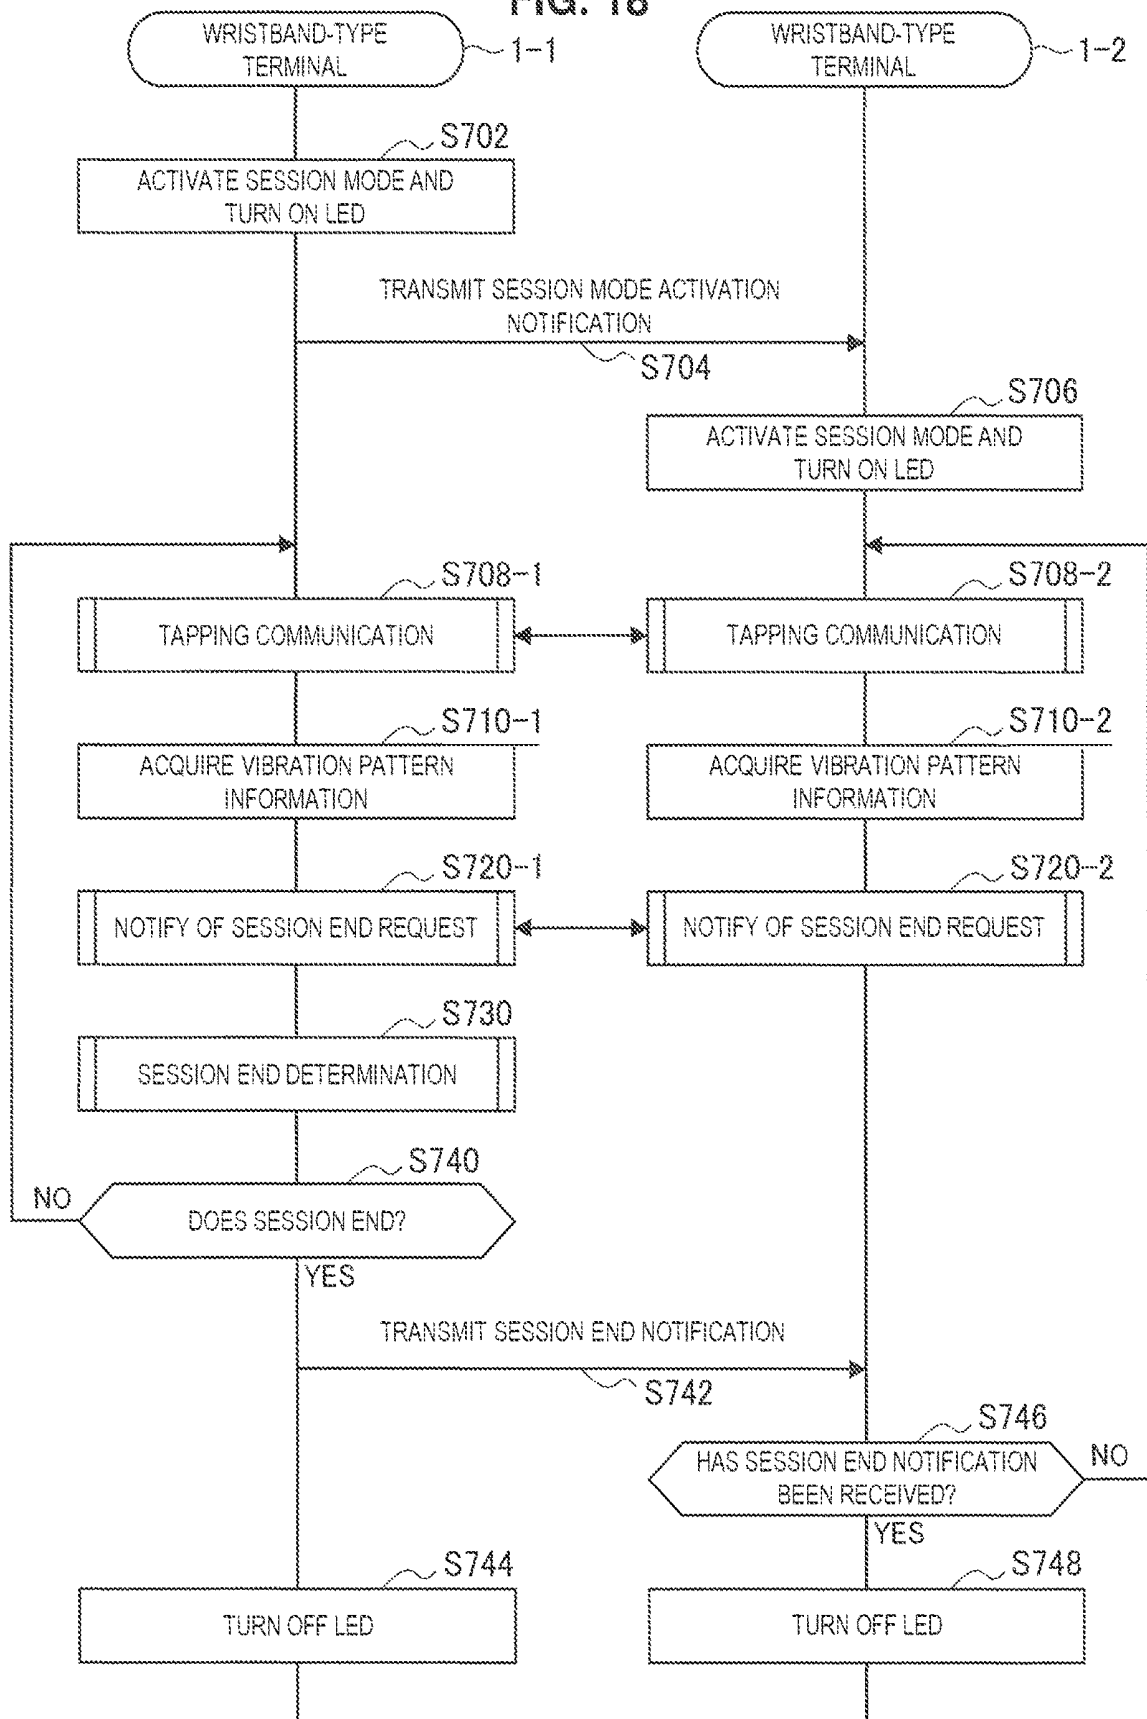 FIG. 18
WRISTBAND-TYPE
TERMINAL
1-1
WRISTBAND-TYPE
TERMINAL
1-2
S702
ACTIVATE SESSION MODE AND
TURN ON LED
TRANSMIT SESSION MODE ACTIVATION
NOTIFICATION
S704
S706
ACTIVATE SESSION MODE AND
TURN ON LED
S708-1
TAPPING COMMUNICATION
S708-2
TAPPING COMMUNICATION
S710-1
ACQUIRE VIBRATION PATTERN
INFORMATION
S710-2
ACQUIRE VIBRATION PATTERN
INFORMATION
S720-1
NOTIFY OF SESSION END REQUEST
S720-2
NOTIFY OF SESSION END REQUEST
S730
SESSION END DETERMINATION
S740
NO
DOES SESSION END?
YES
TRANSMIT SESSION END NOTIFICATION
S742
S746
HAS SESSION END NOTIFICATION
BEEN RECEIVED?
NO
YES
S744
TURN OFF LED
S748
TURN OFF LED